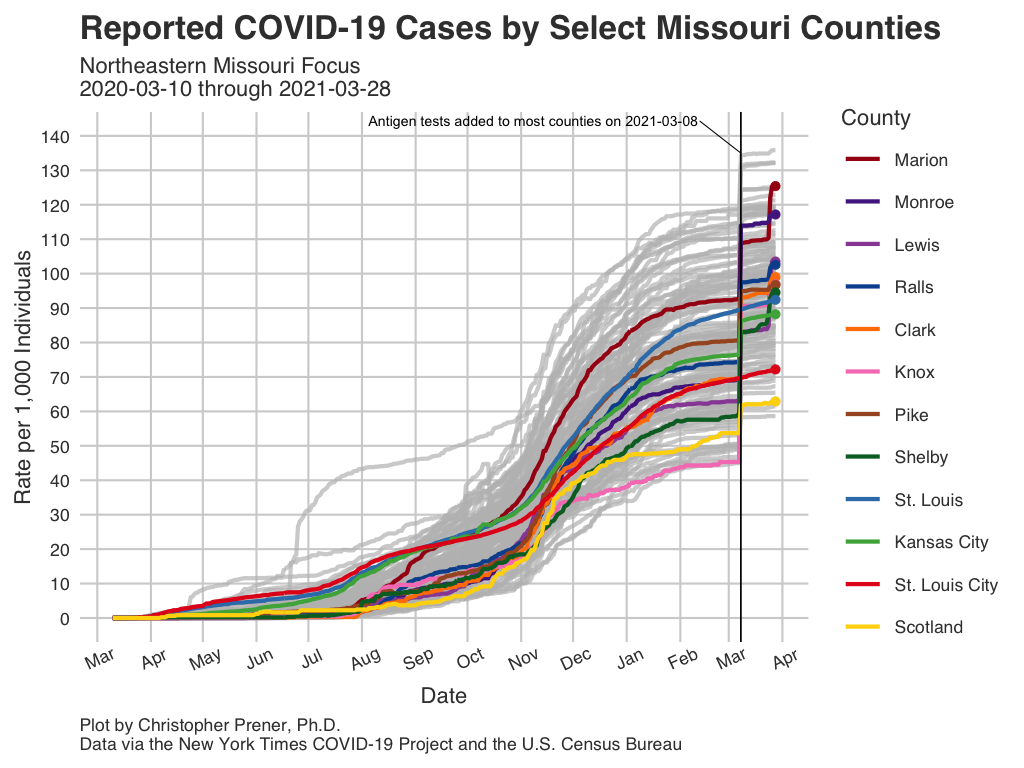 Reported COVID-19 Cases by Select Missouri Counties
Northeastern Missouri Focus
2020-03-10 through 2021-03-28
Antigen tests added to most counties on 2021-03-08
Rate per 1,000 Individuals
140
130
120
110
100
90
80
70
60
50
40
30
20
10
0
Mar Apr May Jun Jul Aug Sep Oct Nov Dec Jan Feb Mar Apr
Date
County
Marion
Monroe
Lewis
Ralls
Clark
Knox
Pike
Shelby
St. Louis
Kansas City
St. Louis City
Scotland
Plot by Christopher Prener, Ph.D.
Data via the New York Times COVID-19 Project and the U.S. Census Bureau